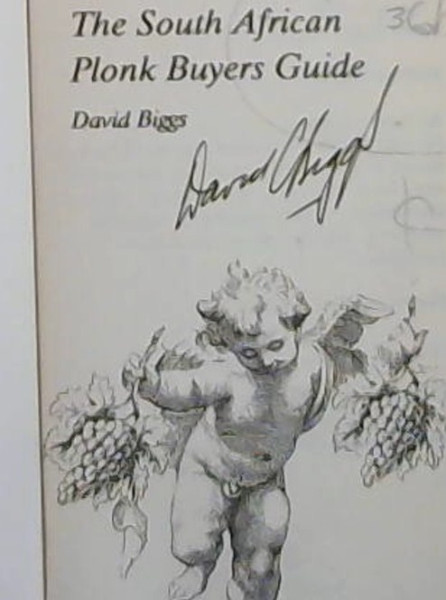 The South African
Plonk Buyers Guide
David Biggs
David Biggs